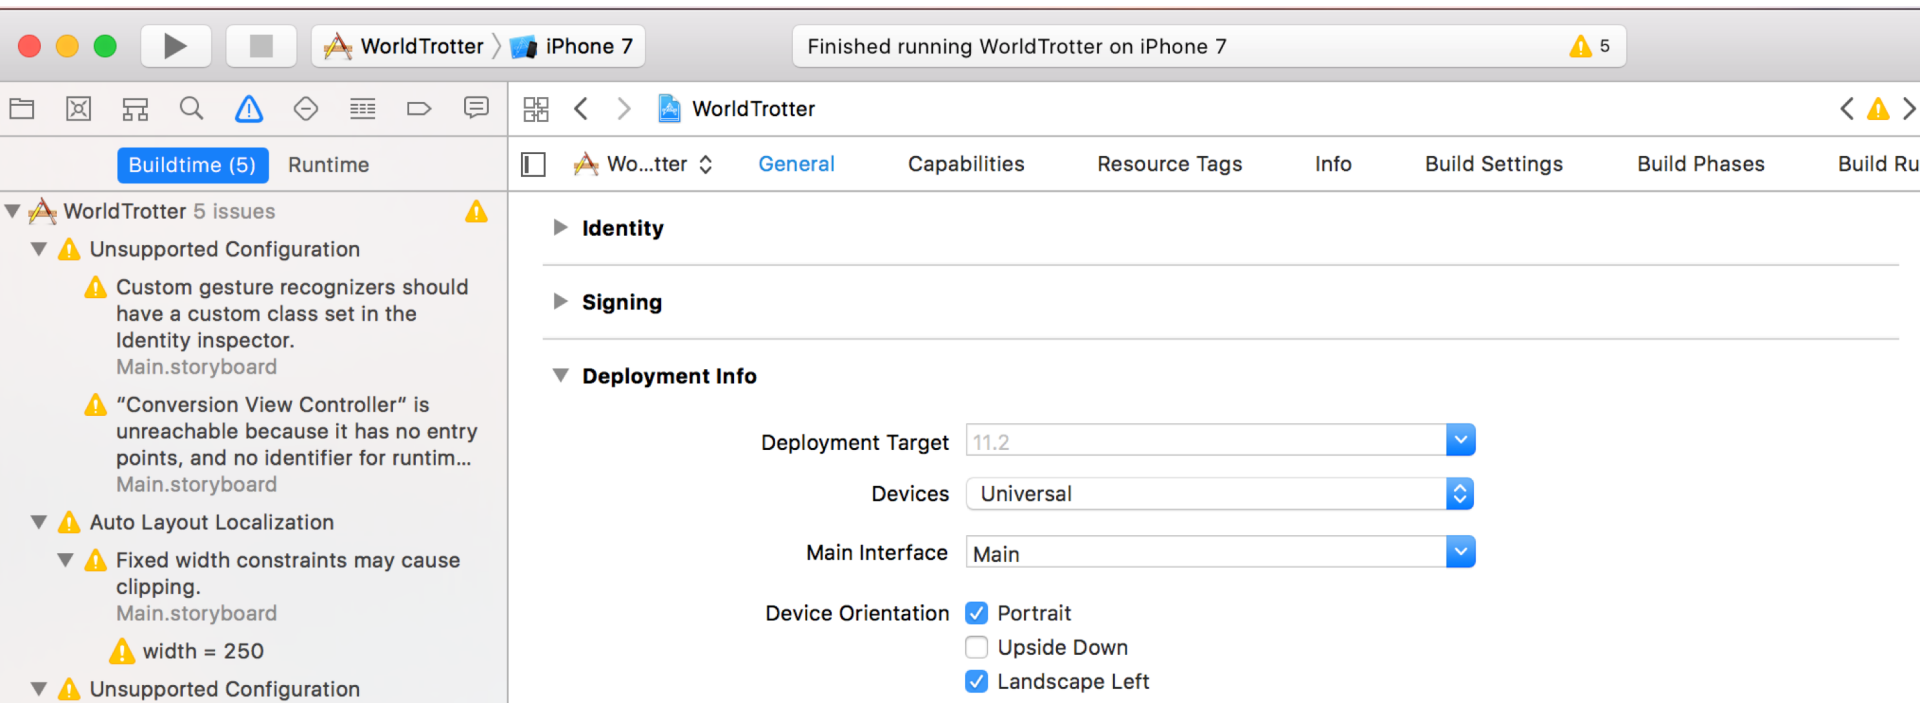 WorldTrotter iPhone 7
Finished running WorldTrotter on iPhone 7
5
WorldTrotter
Buildtime (5) Runtime
Wo...tter General Capabilities Resource Tags Info Build Settings Build Phases Build Ru
WorldTrotter 5 issues
Unsupported Configuration
Custom gesture recognizers should
have a custom class set in the
Identity inspector.
Main.storyboard
“Conversion View Controller“ is
unreachable because it has no entry
points, and no identifier for runtim...
Main.storyboard
Auto Layout Localization
Fixed width constraints may cause
clipping.
Main.storyboard
width = 250
Unsupported Configuration
Identity
Signing
Deployment Info
Deployment Target 11.2
Devices Universal
Main Interface Main
Device Orientation Portrait
Upside Down
Landscape Left